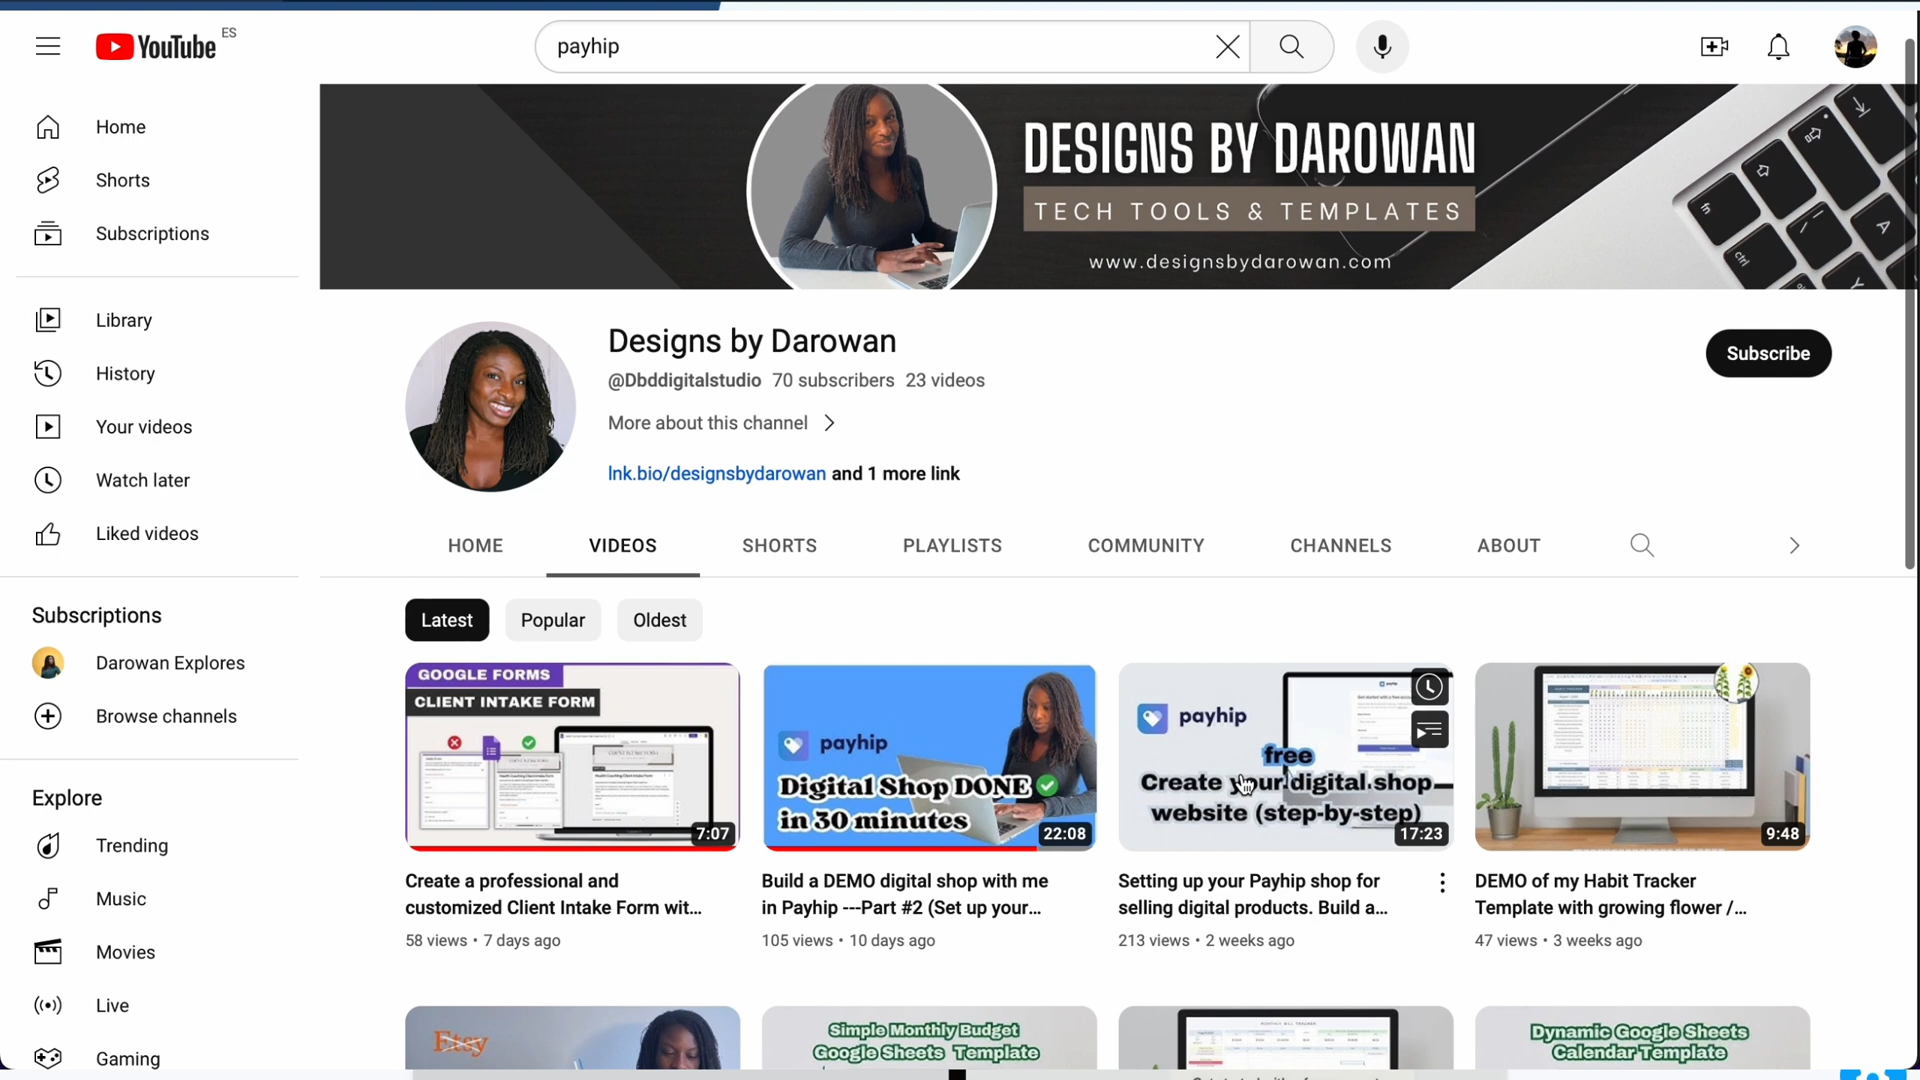 YouTube ES
payhip
Home
Shorts
Subscriptions
Library
History
Your videos
Watch later
Liked videos
Subscriptions
Darowan Explores
Browse channels
Explore
Trending
Music
Movies
Live
Gaming
DESIGNS BY DAROWAN
TECH TOOLS & TEMPLATES
www.designsbydarowan.com
Designs by Darowan
@Dbddigitalstudio 70 subscribers 23 videos
More about this channel
lnk.bio/designsbydarowan and 1 more link
Subscribe
HOME VIDEOS SHORTS PLAYLISTS COMMUNITY CHANNELS ABOUT
Latest Popular Oldest
GOOGLE FORMS
CLIENT INTAKE FORM
7:07
Create a professional and
customized Client Intake Form wit...
58 views • 7 days ago
payhip
Digital Shop DONE
in 30 minutes
22:08
Build a DEMO digital shop with me
in Payhip ---Part #2 (Set up your...
105 views • 10 days ago
payhip
free
Create your digital shop
website (step-by-step)
17:23
Setting up your Payhip shop for
selling digital products. Build a...
213 views • 2 weeks ago
9:48
DEMO of my Habit Tracker
Template with growing flower /...
47 views • 3 weeks ago
Etsy
Simple Monthly Budget
Google Sheets Template
MONTHLY BILL TRACKER
Dynamic Google Sheets
Calendar Template